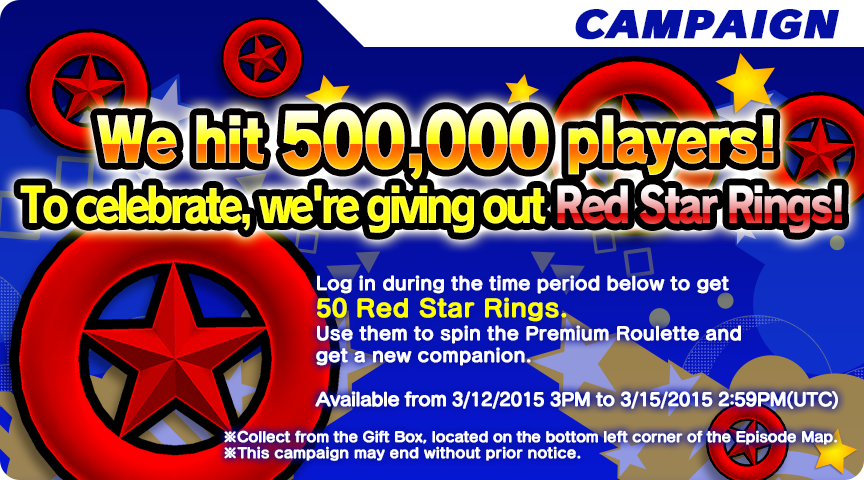 CAMPAIGN
We hit 500,000 players!
To celebrate, we're giving out Red Star Rings!
Log in during the time period below to get
50 Red Star Rings.
Use them to spin the Premium Roulette and
get a new companion.
Available from 3/12/2015 3PM to 3/15/2015 2:59PM(UTC)
※Collect from the Gift Box, located on the bottom left corner of the Episode Map.
※This campaign may end without prior notice.